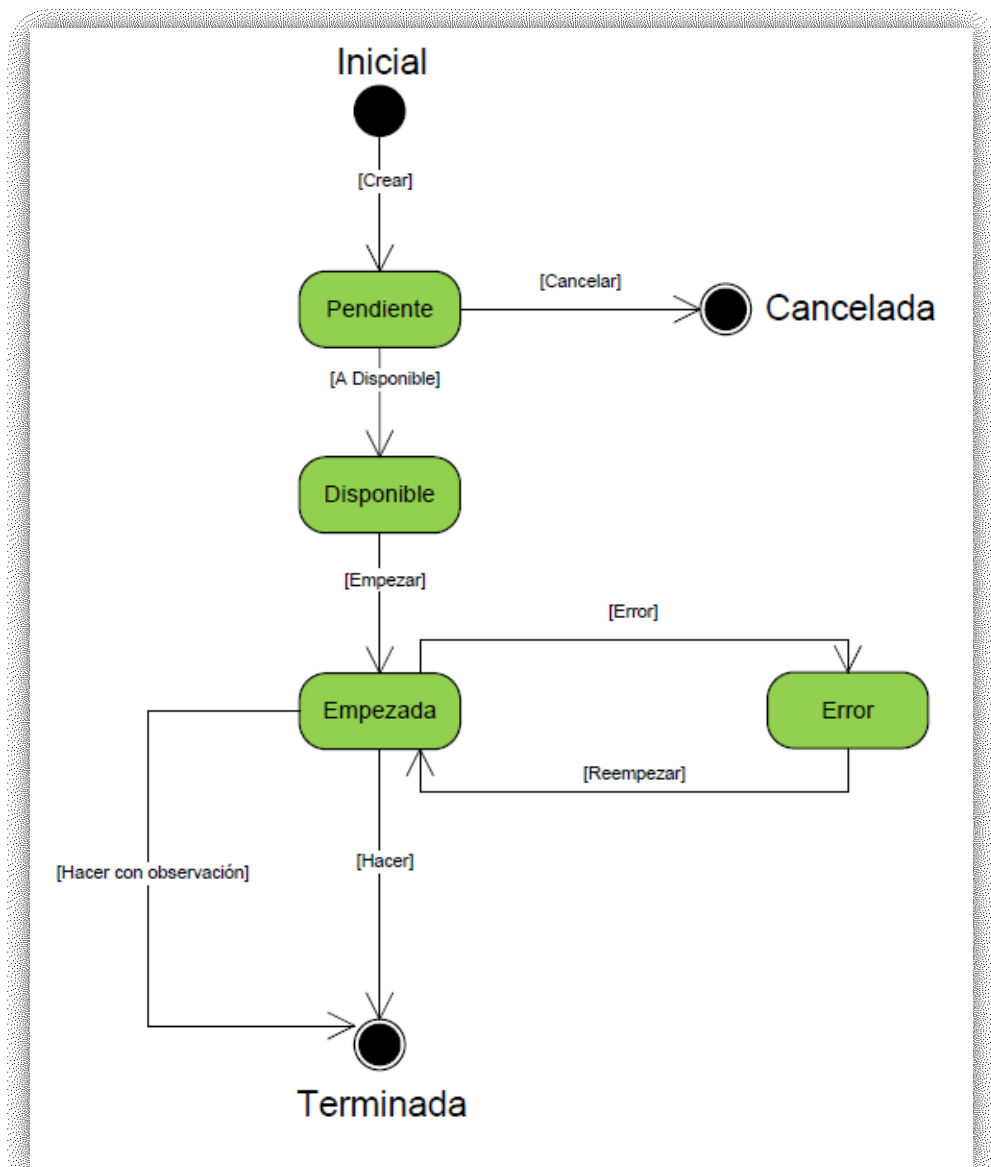 Inicial
[Crear]
[Cancelar]
Pendiente
Cancelada
[A Disponible]
Disponible
[Empezar]
[Error]
Empezada
Error
[Reempezar]
[Hacer]
[Hacer con observación]
Terminada